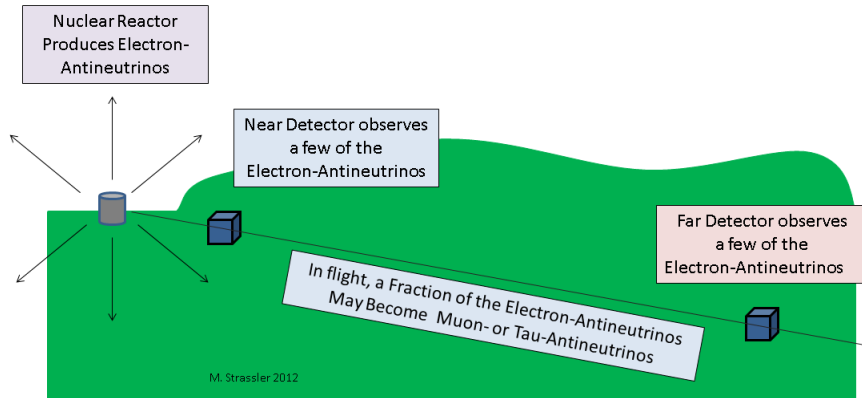 Nuclear Reactor
Produces Electron-
Antineutrinos
Near Detector observes
a few of the
Electron-Antineutrinos
Far Detector observes
a few of the
Electron-Antineutrinos
In flight, a Fraction of the Electron-Antineutrinos
May Become Muon- or Tau-Antineutrinos
M. Strassler 2012